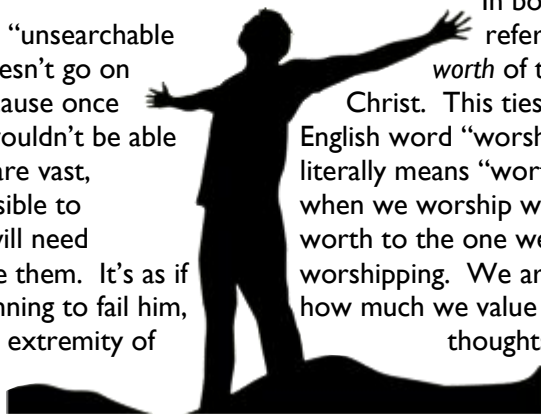 “unsearchable
esn’t go on
ause once
ouldn’t be able
are vast,
sible to
ill need
e them. It’s as if
nning to fail him,
extremity of
In bo
refer
worth of t
Christ. This ties
English word “worsh
literally means “wor
when we worship w
worth to the one we
worshipping. We ar
how much we value
thought